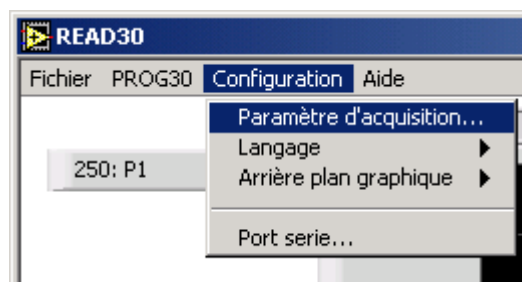 READ30
Fichier PROG30 Configuration Aide
Paramètre d'acquisition...
Langage
250: P1
Arrière plan graphique
Port serie...